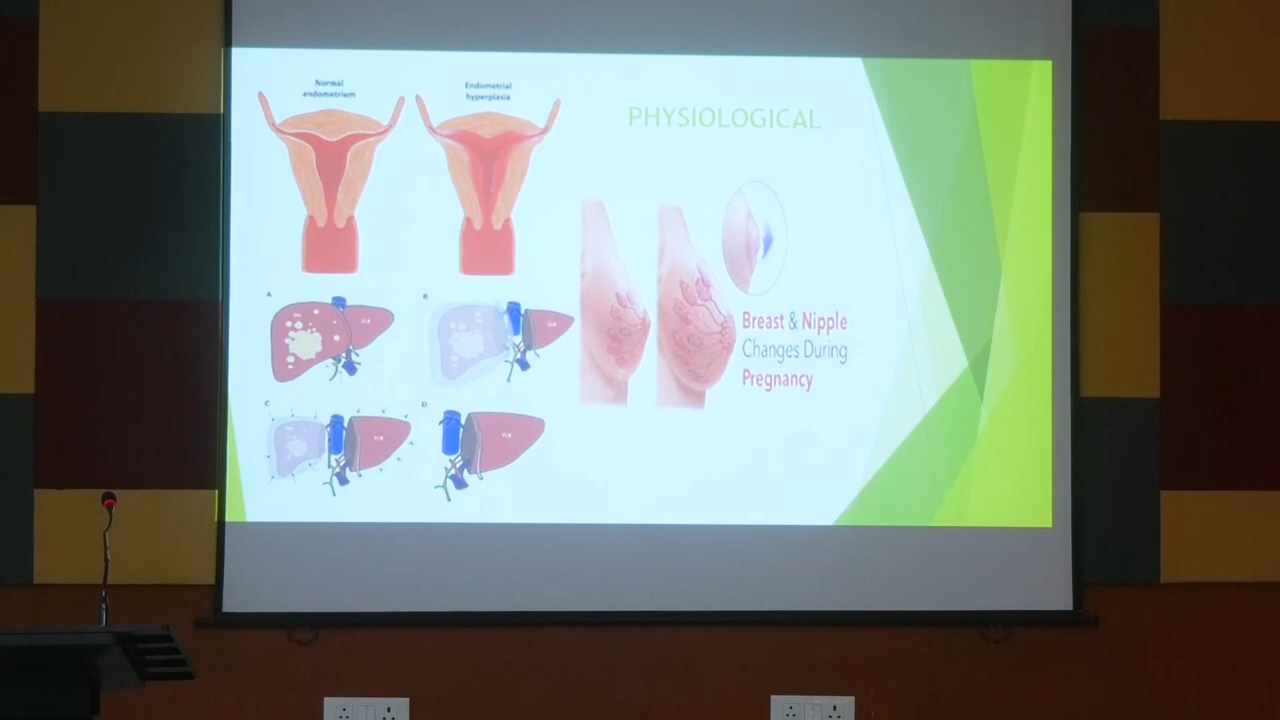 Normal
endometrium
Endometrial
hyperplasia
PHYSIOLOGICAL
A
B
Breast & Nipple
Changes During
Pregnancy
C
D